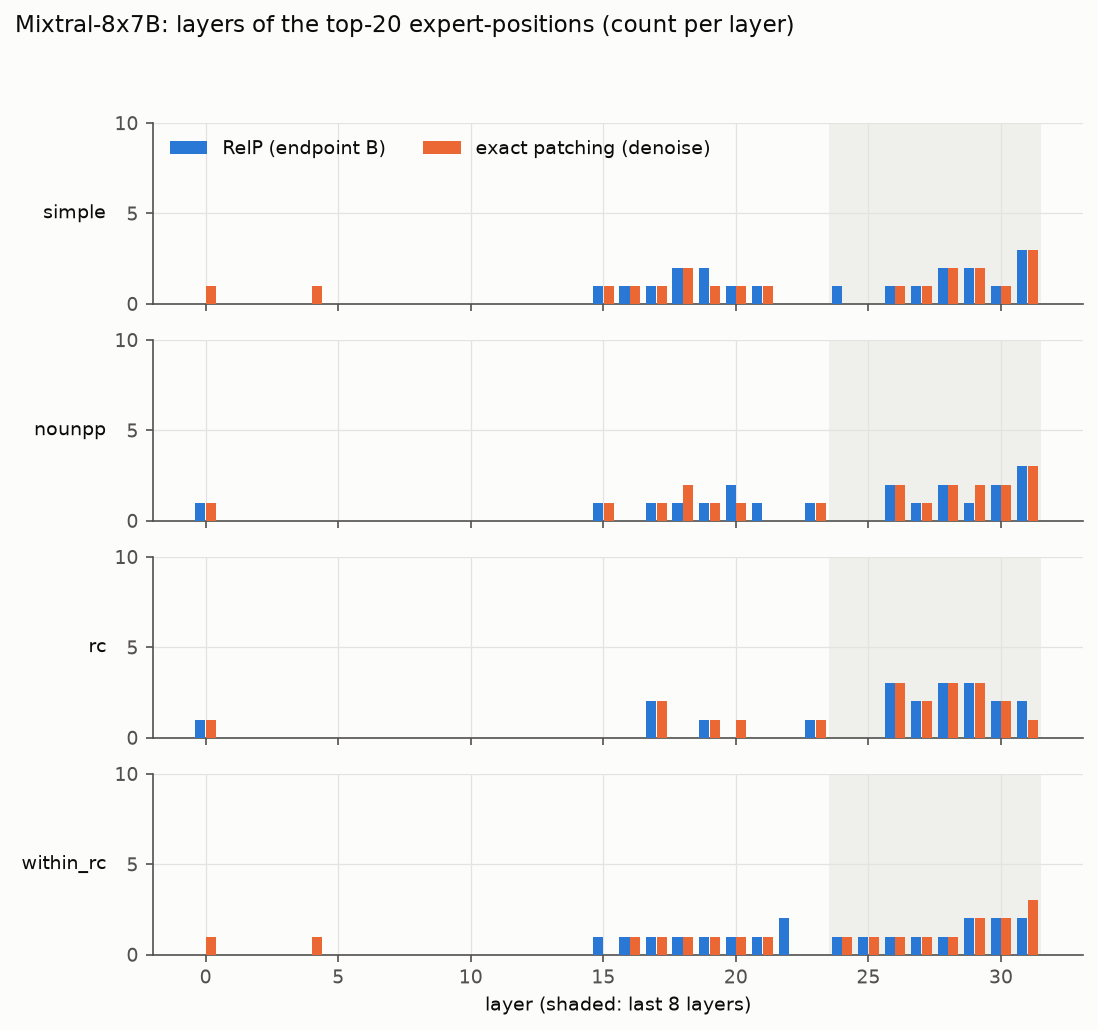 Mixtral-8x7B: layers of the top-20 expert-positions (count per layer)
10
RelP (endpoint B)
exact patching (denoise)
simple
5
0
10
nounpp
5
0
10
rc
5
0
10
within_rc
5
0
0 5 10 15 20 25 30
layer (shaded: last 8 layers)